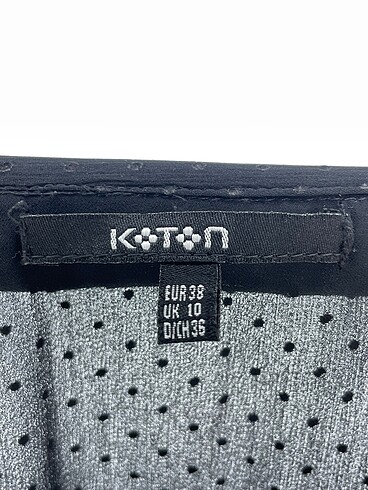 KOTON
EUR 38
UK 10
D/CH 36